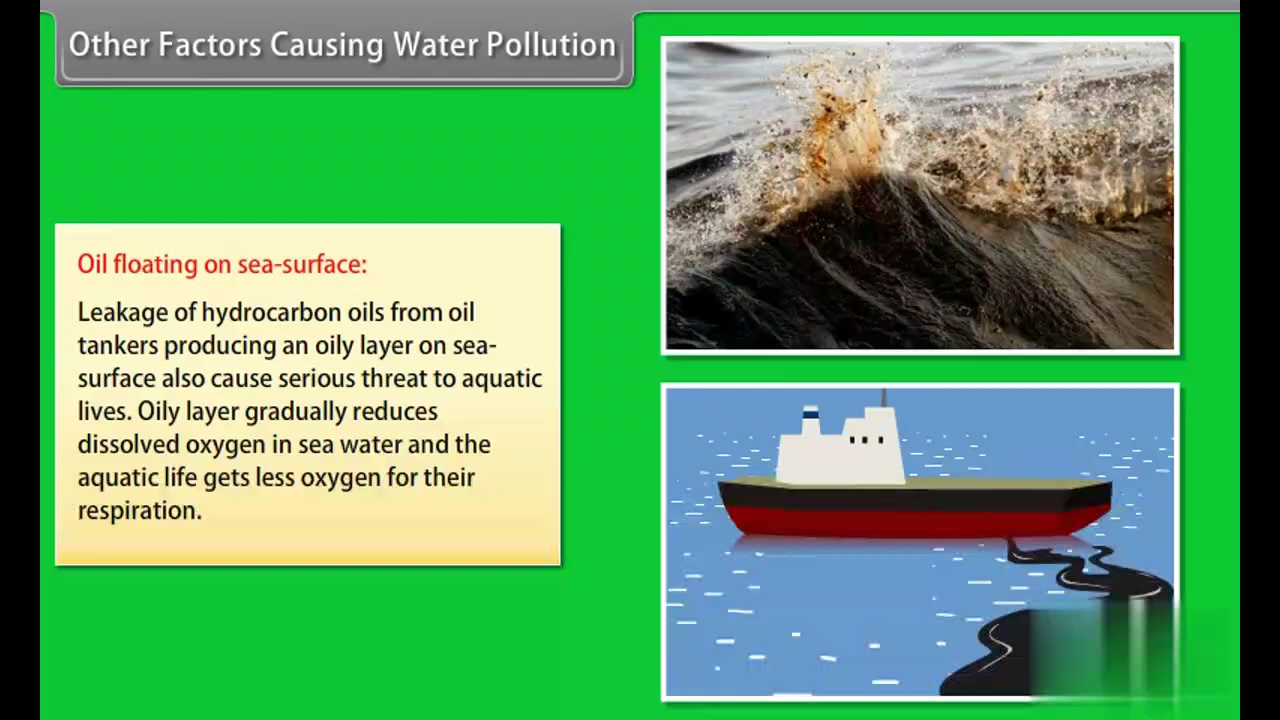 Other Factors Causing Water Pollution
Oil floating on sea-surface:
Leakage of hydrocarbon oils from oil
tankers producing an oily layer on sea-
surface also cause serious threat to aquatic
lives. Oily layer gradually reduces
dissolved oxygen in sea water and the
aquatic life gets less oxygen for their
respiration.